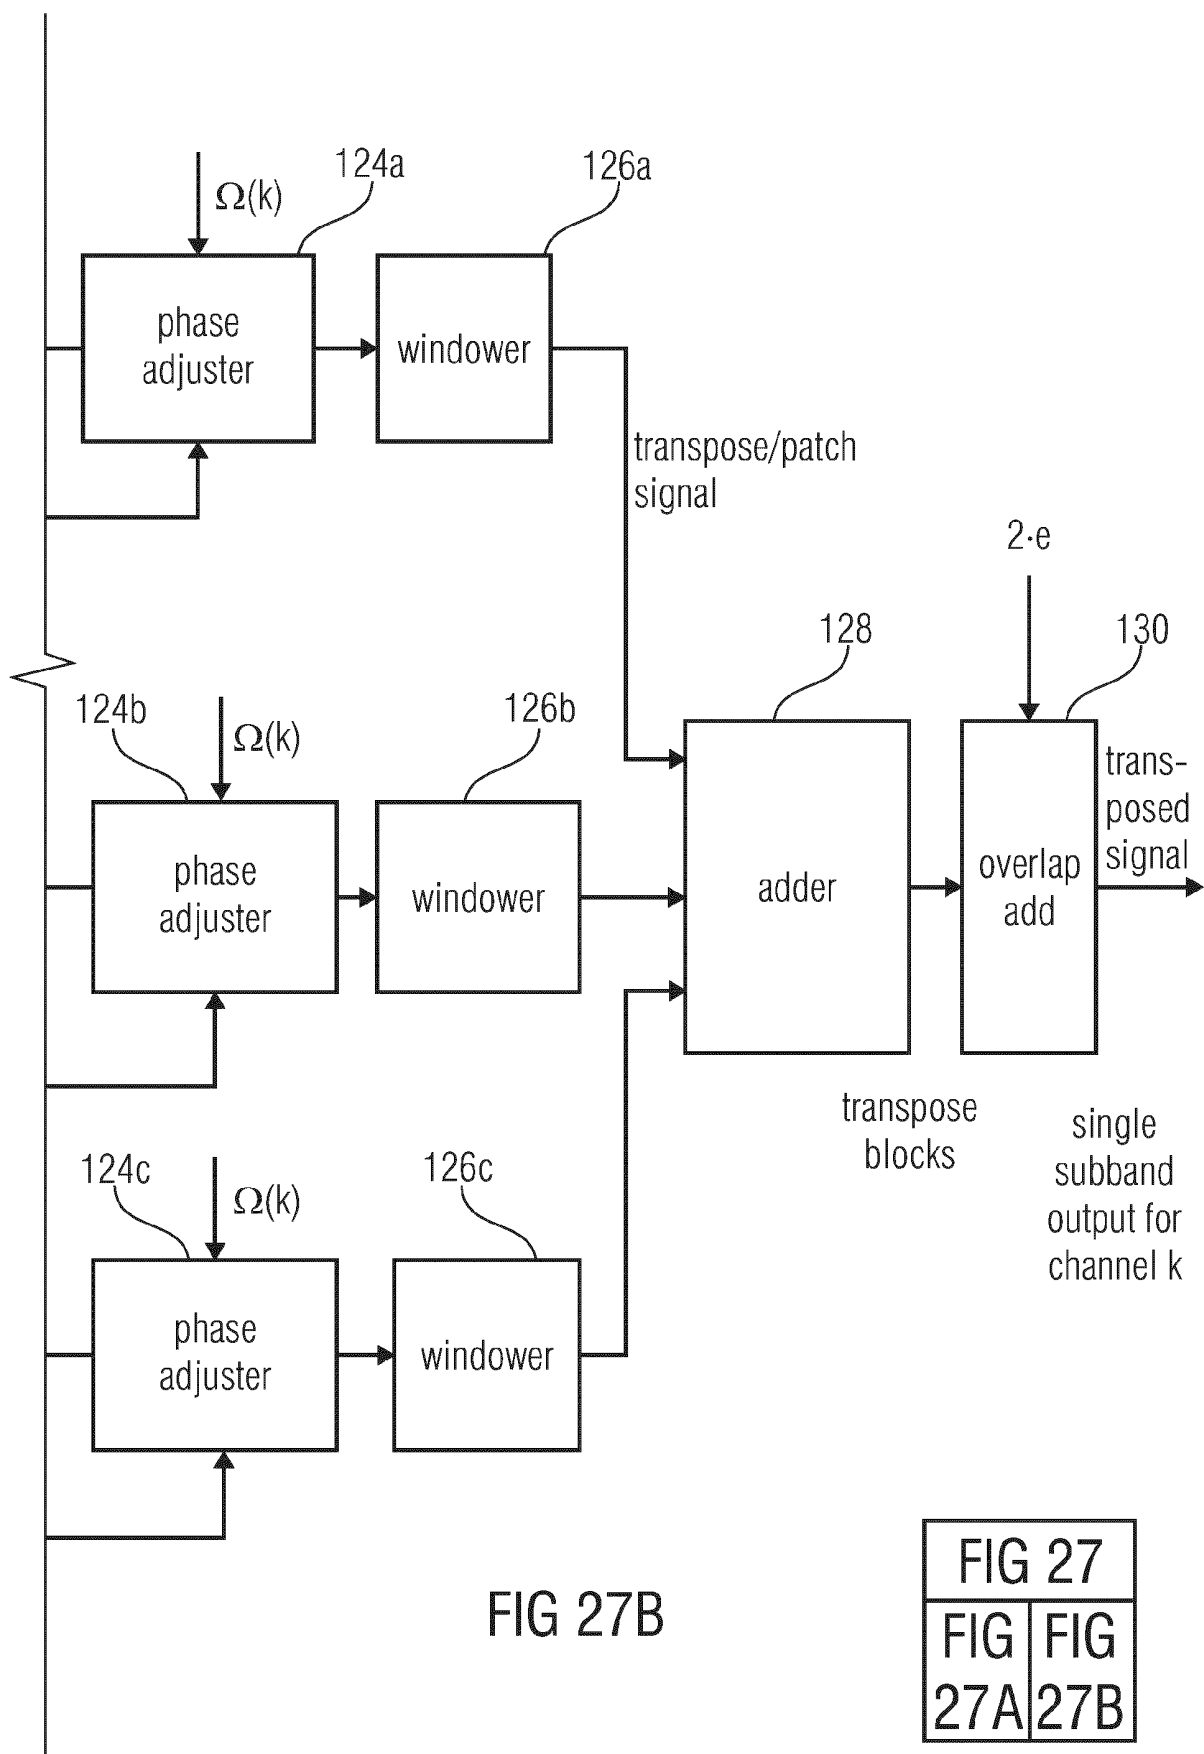 124a
126a
Ω(k)
phase
adjuster
windower
transpose/patch
signal
2·e
128
130
124b
126b
Ω(k)
phase
adjuster
windower
adder
overlap
add
trans-
posed
signal
transpose
blocks
single
subband
output for
channel k
124c
126c
Ω(k)
phase
adjuster
windower
FIG 27B
FIG 27
FIG
27A
FIG
27B